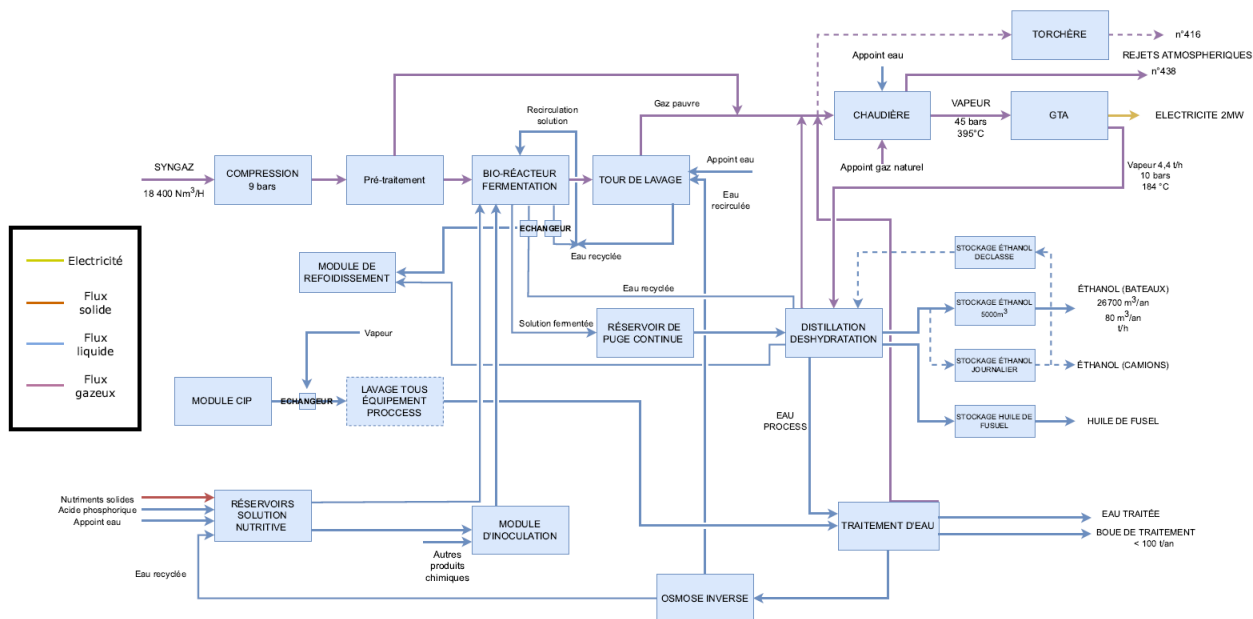 TORCHÈRE
n°416
REJETS ATMOSPHERIQUES
n°438
Appoint eau
Gaz pauvre
CHAUDIÈRE
VAPEUR
45 bars
395°C
GTA
ELECTRICITE 2MW
Appoint gaz naturel
Vapeur 4,4 t/h
10 bars
184 °C
Recirculation
solution
SYNGAZ
18 400 Nm³/H
COMPRESSION
9 bars
Pré-traitement
BIO-RÉACTEUR
FERMENTATION
TOUR DE LAVAGE
Appoint eau
Eau
recirculée
ECHANGEUR
Eau recyclée
Electricité
Flux
solide
Flux
liquide
Flux
gazeux
MODULE DE
REFOIDISSEMENT
Eau recyclée
STOCKAGE ÉTHANOL
DECLASSE
Solution fermentée
RÉSERVOIR DE
PUGE CONTINUE
DISTILLATION
DESHYDRATATION
STOCKAGE ÉTHANOL
5000m³
ÉTHANOL (BATEAUX)
26700 m³/an
80 m³/an
t/h
STOCKAGE ÉTHANOL
JOURNALIER
ÉTHANOL (CAMIONS)
Vapeur
MODULE CIP
ECHANGEUR
LAVAGE TOUS
ÉQUIPEMENT
PROCCESS
EAU
PROCESS
STOCKAGE HUILE DE
FUSUEL
HUILE DE FUSEL
Nutriments solides
Acide phosphorique
Appoint eau
RÉSERVOIRS
SOLUTION
NUTRITIVE
MODULE
D'INOCULATION
Autres
produits
chimiques
TRAITEMENT D'EAU
EAU TRAITÉE
BOUE DE TRAITEMENT
< 100 t/an
Eau recyclée
OSMOSE INVERSE